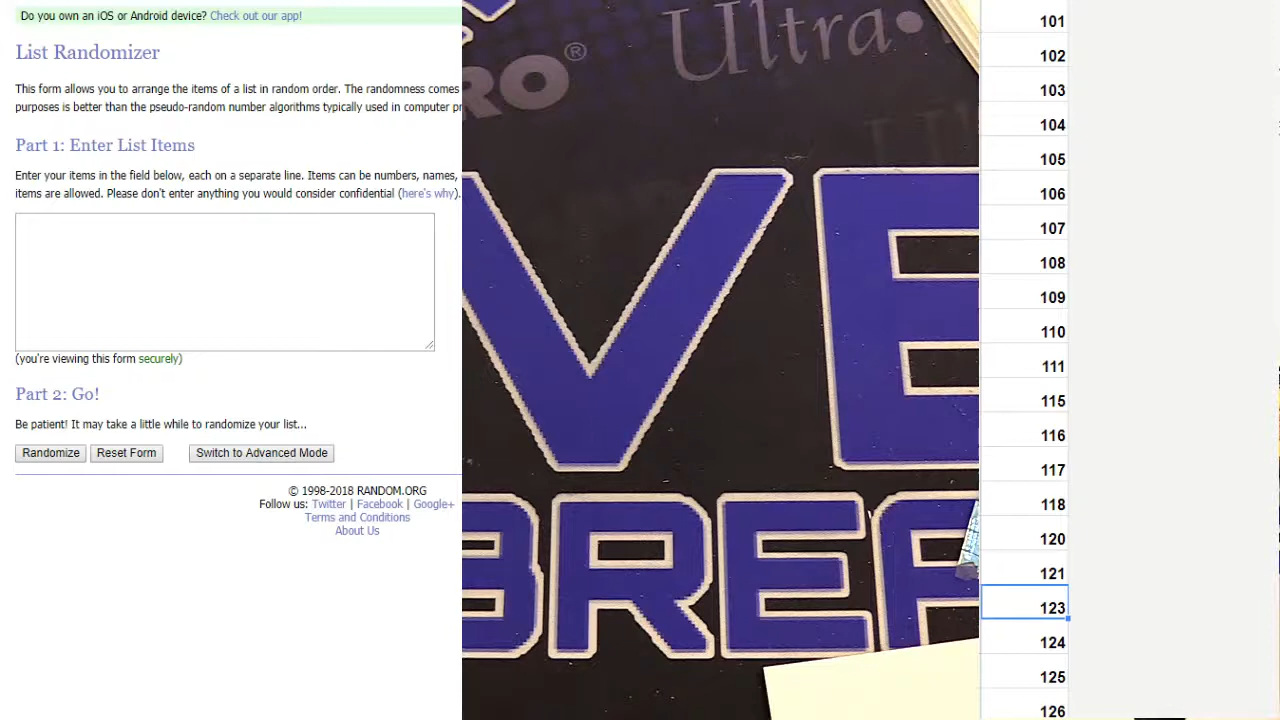 Do you own an iOS or Android device? Check out our app!
List Randomizer
This form allows you to arrange the items of a list in random order. The randomness comes
purposes is better than the pseudo-random number algorithms typically used in computer pr
Part 1: Enter List Items
Enter your items in the field below, each on a separate line. Items can be numbers, names,
items are allowed. Please don't enter anything you would consider confidential (here's why).
(you're viewing this form securely)
Part 2: Go!
Be patient! It may take a little while to randomize your list...
Randomize Reset Form Switch to Advanced Mode
© 1998-2018 RANDOM.ORG
Follow us: Twitter | Facebook | Google+
Terms and Conditions
About Us
RO®
Ultra•
VE
BREA
101
102
103
104
105
106
107
108
109
110
111
115
116
117
118
120
121
123
124
125
126